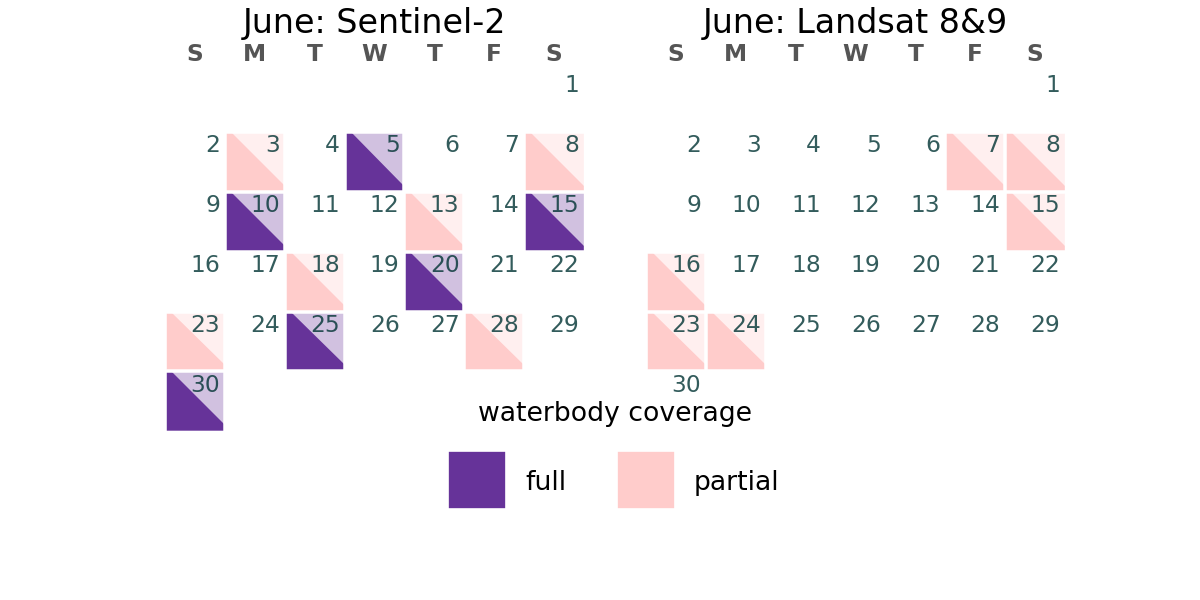 June: Sentinel-2
S M T W T F S
1
2 3 4 5 6 7 8
9 10 11 12 13 14 15
16 17 18 19 20 21 22
23 24 25 26 27 28 29
30
June: Landsat 8&9
S M T W T F S
1
2 3 4 5 6 7 8
9 10 11 12 13 14 15
16 17 18 19 20 21 22
23 24 25 26 27 28 29
30
waterbody coverage
full partial